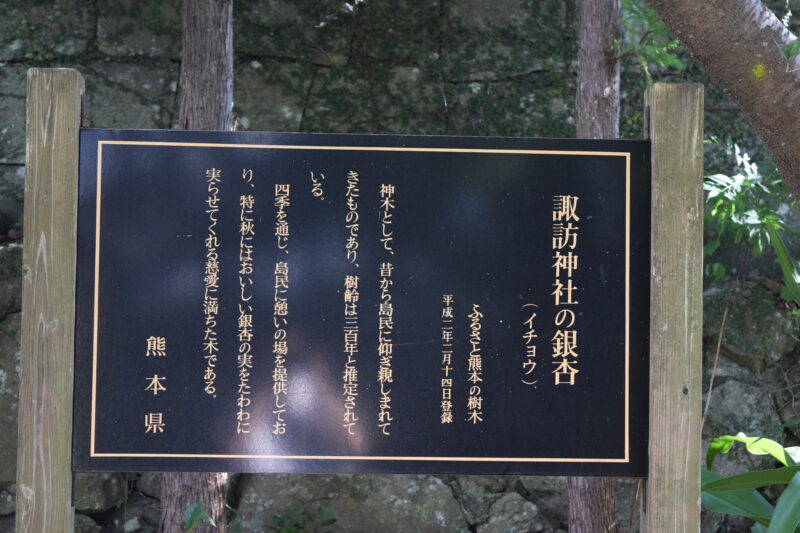 諏訪神社の銀杏
（イチョウ）
ふるさと熊本の樹木
平成二年二月十四日登録
神木として、昔から島民に仰ぎ親しまれて
きたものであり、樹齢は三百年と推定されて
いる。
四季を通じ、島民に憩いの場を提供してお
り、特に秋にはおいしい銀杏の実をたわわに
実らせてくれる慈愛に満ちた木である。
熊本県